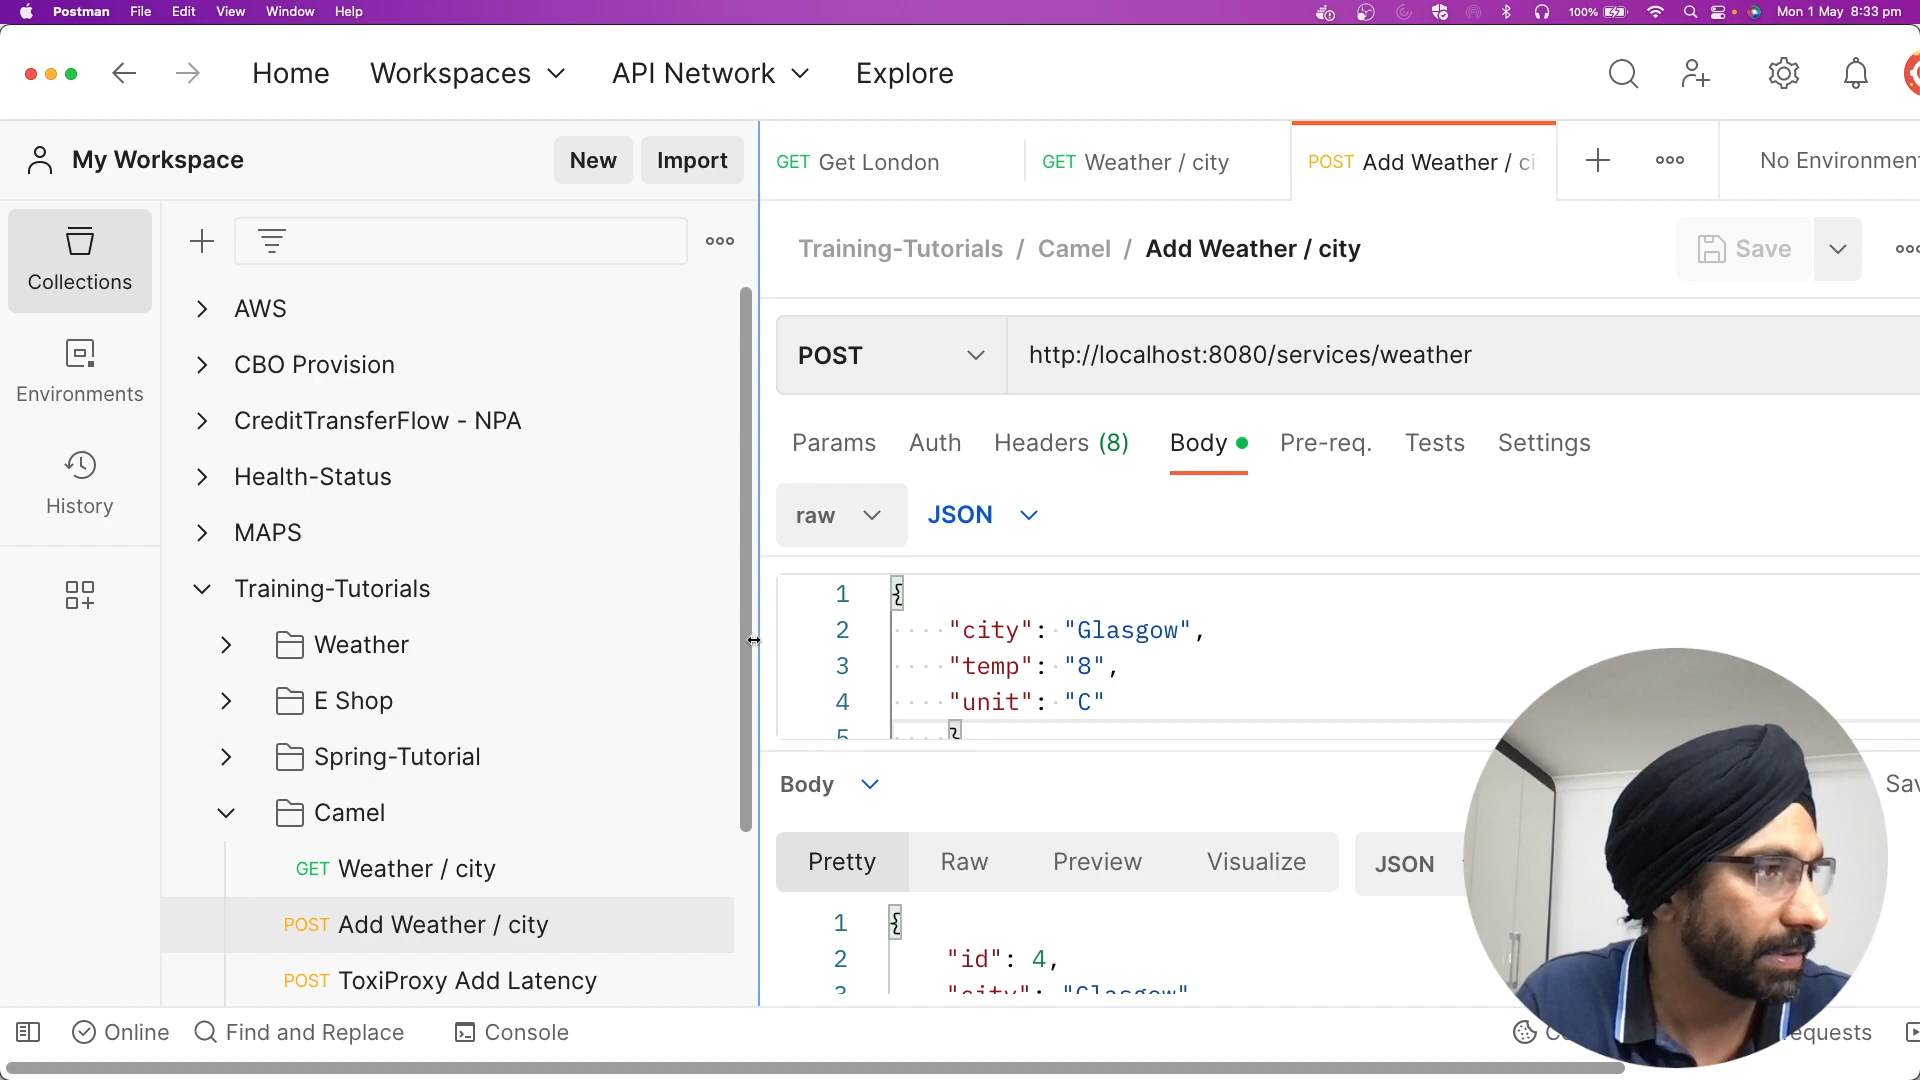 Postman File Edit View Window Help
100% Mon 1 May 8:33 pm
Home Workspaces API Network Explore
My Workspace New Import
GET Get London GET Weather / city POST Add Weather / ci No Environment
Collections
Environments
History
AWS
CBO Provision
CreditTransferFlow - NPA
Health-Status
MAPS
Training-Tutorials
Weather
E Shop
Spring-Tutorial
Camel
GET Weather / city
POST Add Weather / city
POST ToxiProxy Add Latency
Training-Tutorials / Camel / Add Weather / city Save
POST http://localhost:8080/services/weather
Params Auth Headers (8) Body Pre-req. Tests Settings
raw JSON
1 {
2 "city": "Glasgow",
3 "temp": "8",
4 "unit": "C"
5 }
Body Sav
Pretty Raw Preview Visualize JSON
1 {
2 "id": 4,
3 "city": "Glasgow"
Online Find and Replace Console